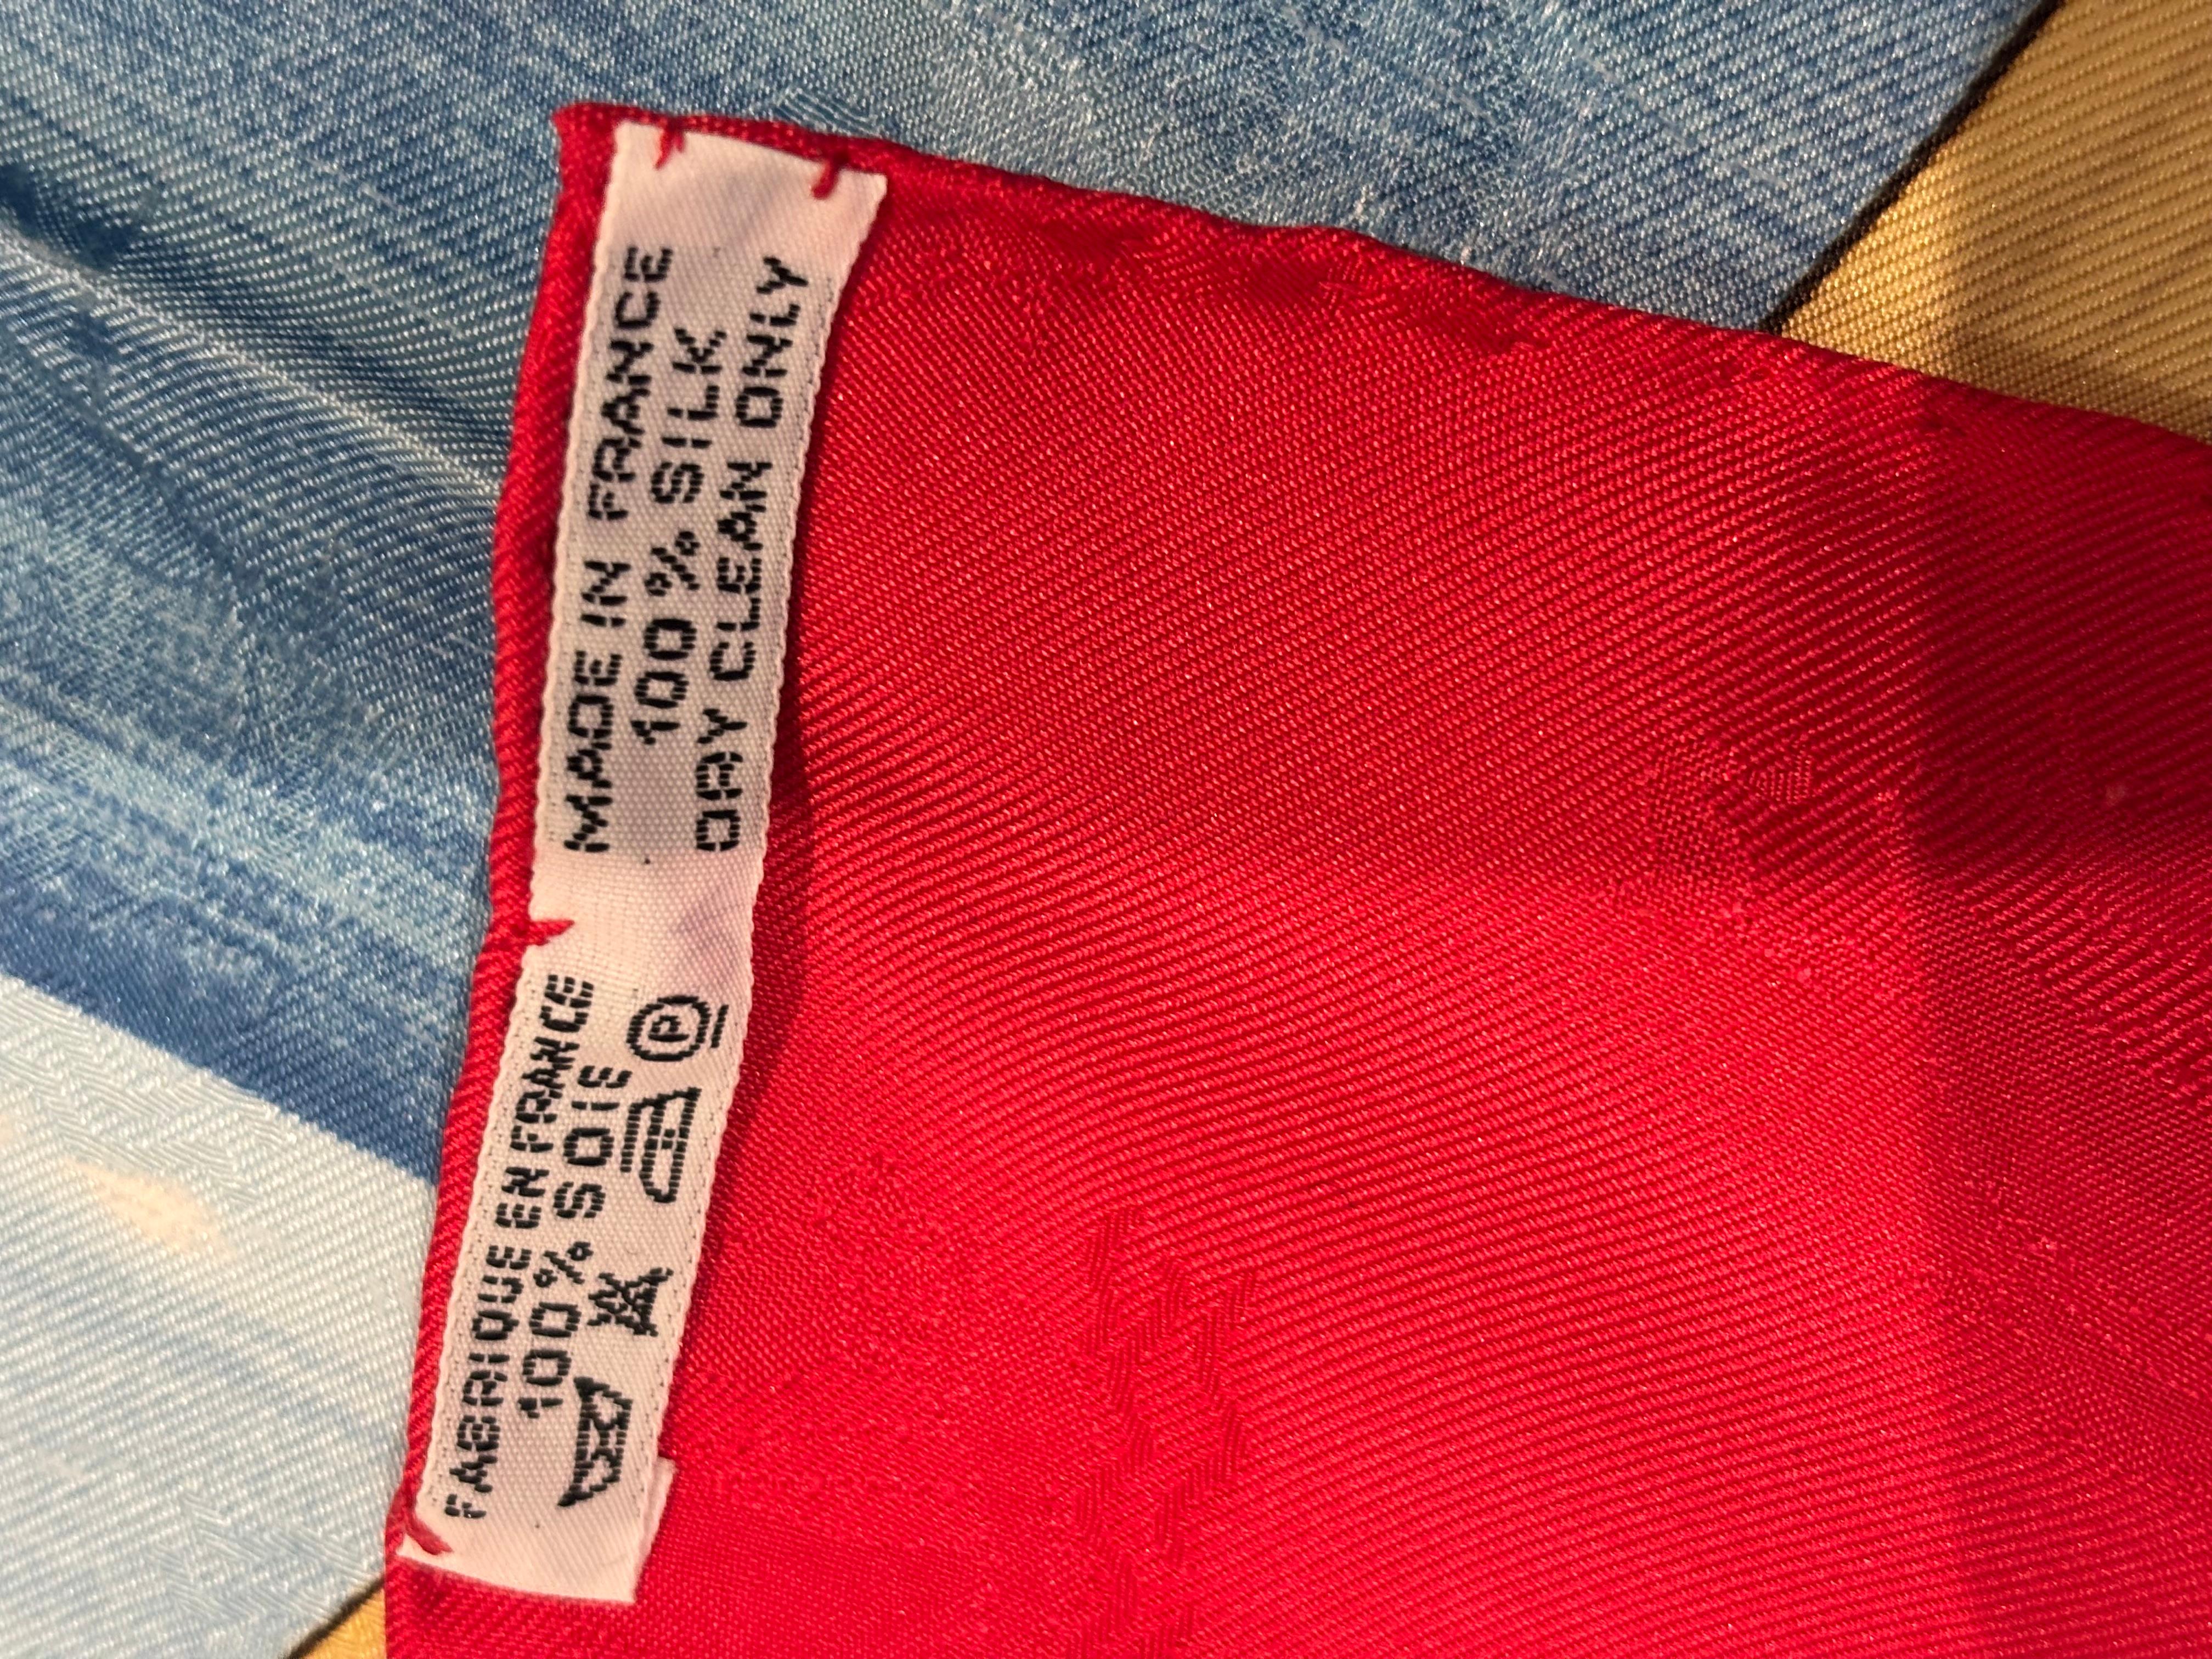 MADE IN FRANCE
100% SILK
DRY CLEAN ONLY
FABRIQUE EN FRANCE
100% SOIE
P